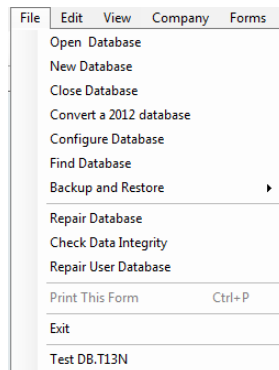 File Edit View Company Forms
Open Database
New Database
Close Database
Convert a 2012 database
Configure Database
Find Database
Backup and Restore
Repair Database
Check Data Integrity
Repair User Database
Print This Form Ctrl+P
Exit
Test DB.T13N